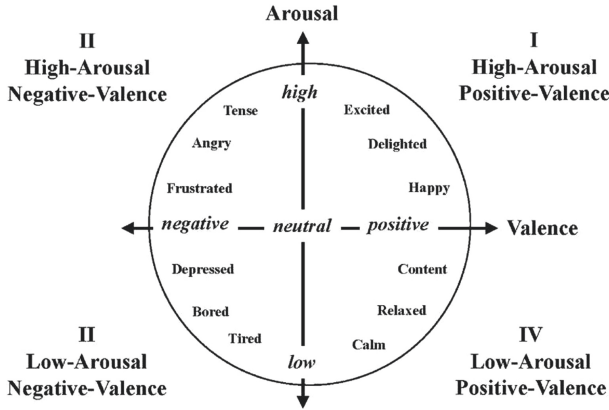 Arousal
II
High-Arousal
Negative-Valence
I
High-Arousal
Positive-Valence
high
Tense
Excited
Angry
Delighted
Frustrated
Happy
negative
neutral
positive
Valence
Depressed
Content
Bored
Relaxed
Tired
Calm
low
II
Low-Arousal
Negative-Valence
IV
Low-Arousal
Positive-Valence